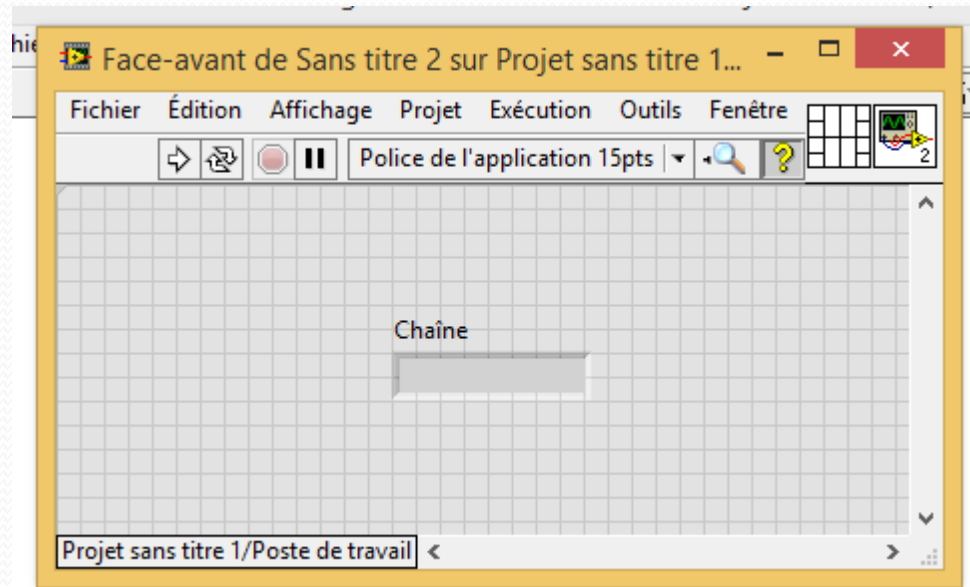 hie
Face-avant de Sans titre 2 sur Projet sans titre 1...
Fichier Édition Affichage Projet Exécution Outils Fenêtre
Police de l'application 15pts
2
Chaîne
Projet sans titre 1/Poste de travail